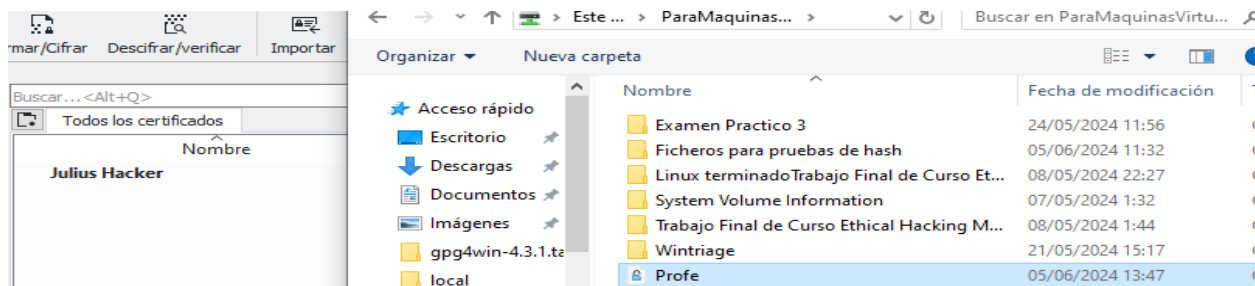 rmar/Cifrar Descifrar/verificar Importar
Buscar...<Alt+Q>
Todos los certificados
Nombre
Julius Hacker
Este ... > ParaMaquinas... >
Buscar en ParaMaquinasVirtu...
Organizar Nueva carpeta
Acceso rápido
Escritorio
Descargas
Documentos
Imágenes
gpg4win-4.3.1.ta
local
Nombre Fecha de modificación
Examen Practico 3 24/05/2024 11:56
Ficheros para pruebas de hash 05/06/2024 11:32
Linux terminadoTrabajo Final de Curso Et... 08/05/2024 22:27
System Volume Information 07/05/2024 1:32
Trabajo Final de Curso Ethical Hacking M... 08/05/2024 1:44
Wintriage 21/05/2024 15:17
Profe 05/06/2024 13:47